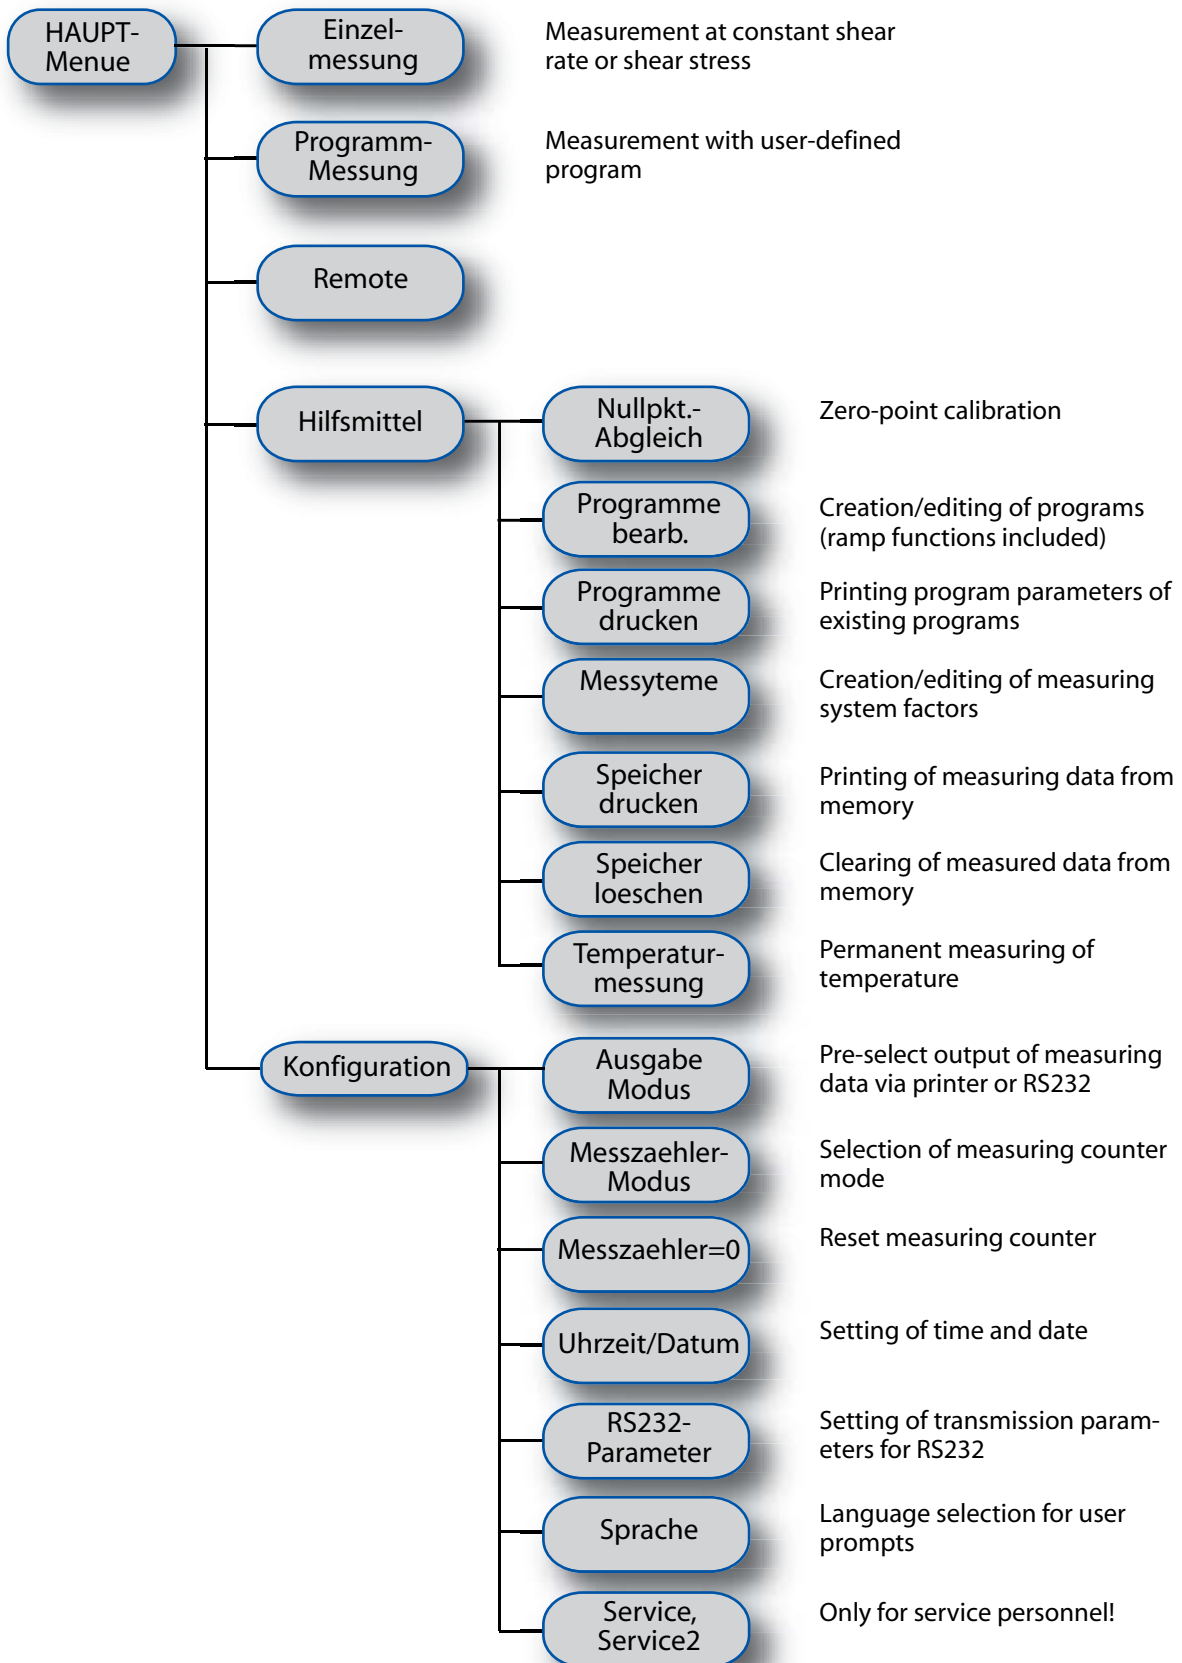 HAUPT-
Menue
Einzel-
messung
Measurement at constant shear
rate or shear stress
Programm-
Messung
Measurement with user-defined
program
Remote
Hilfsmittel
Nullpkt.-
Abgleich
Zero-point calibration
Programme
bearb.
Creation/editing of programs
(ramp functions included)
Programme
drucken
Printing program parameters of
existing programs
Messyteme
Creation/editing of measuring
system factors
Speicher
drucken
Printing of measuring data from
memory
Speicher
loeschen
Clearing of measured data from
memory
Temperatur-
messung
Permanent measuring of
temperature
Konfiguration
Ausgabe
Modus
Pre-select output of measuring
data via printer or RS232
Messzaehler-
Modus
Selection of measuring counter
mode
Messzaehler=0
Reset measuring counter
Uhrzeit/Datum
Setting of time and date
RS232-
Parameter
Setting of transmission param-
eters for RS232
Sprache
Language selection for user
prompts
Service,
Service2
Only for service personnel!